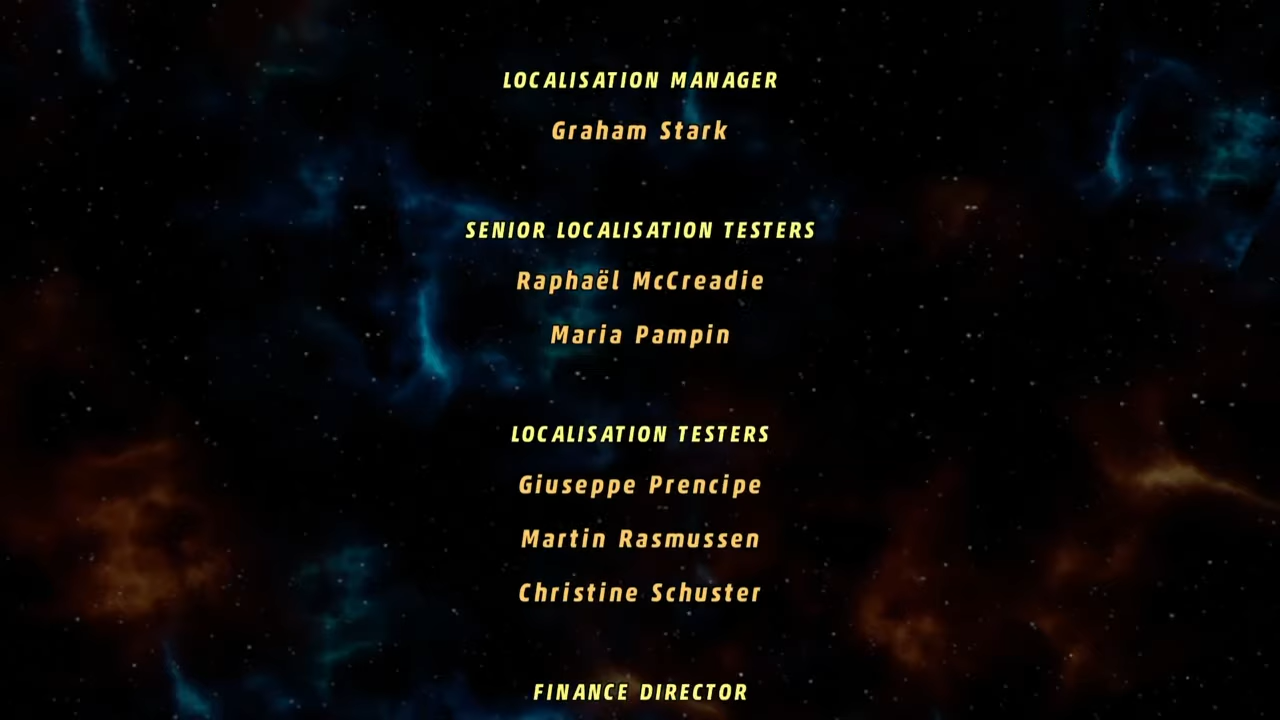 LOCALISATION MANAGER
Graham Stark
SENIOR LOCALISATION TESTERS
Raphaël McCreadie
Maria Pampin
LOCALISATION TESTERS
Giuseppe Prencipe
Martin Rasmussen
Christine Schuster
FINANCE DIRECTOR